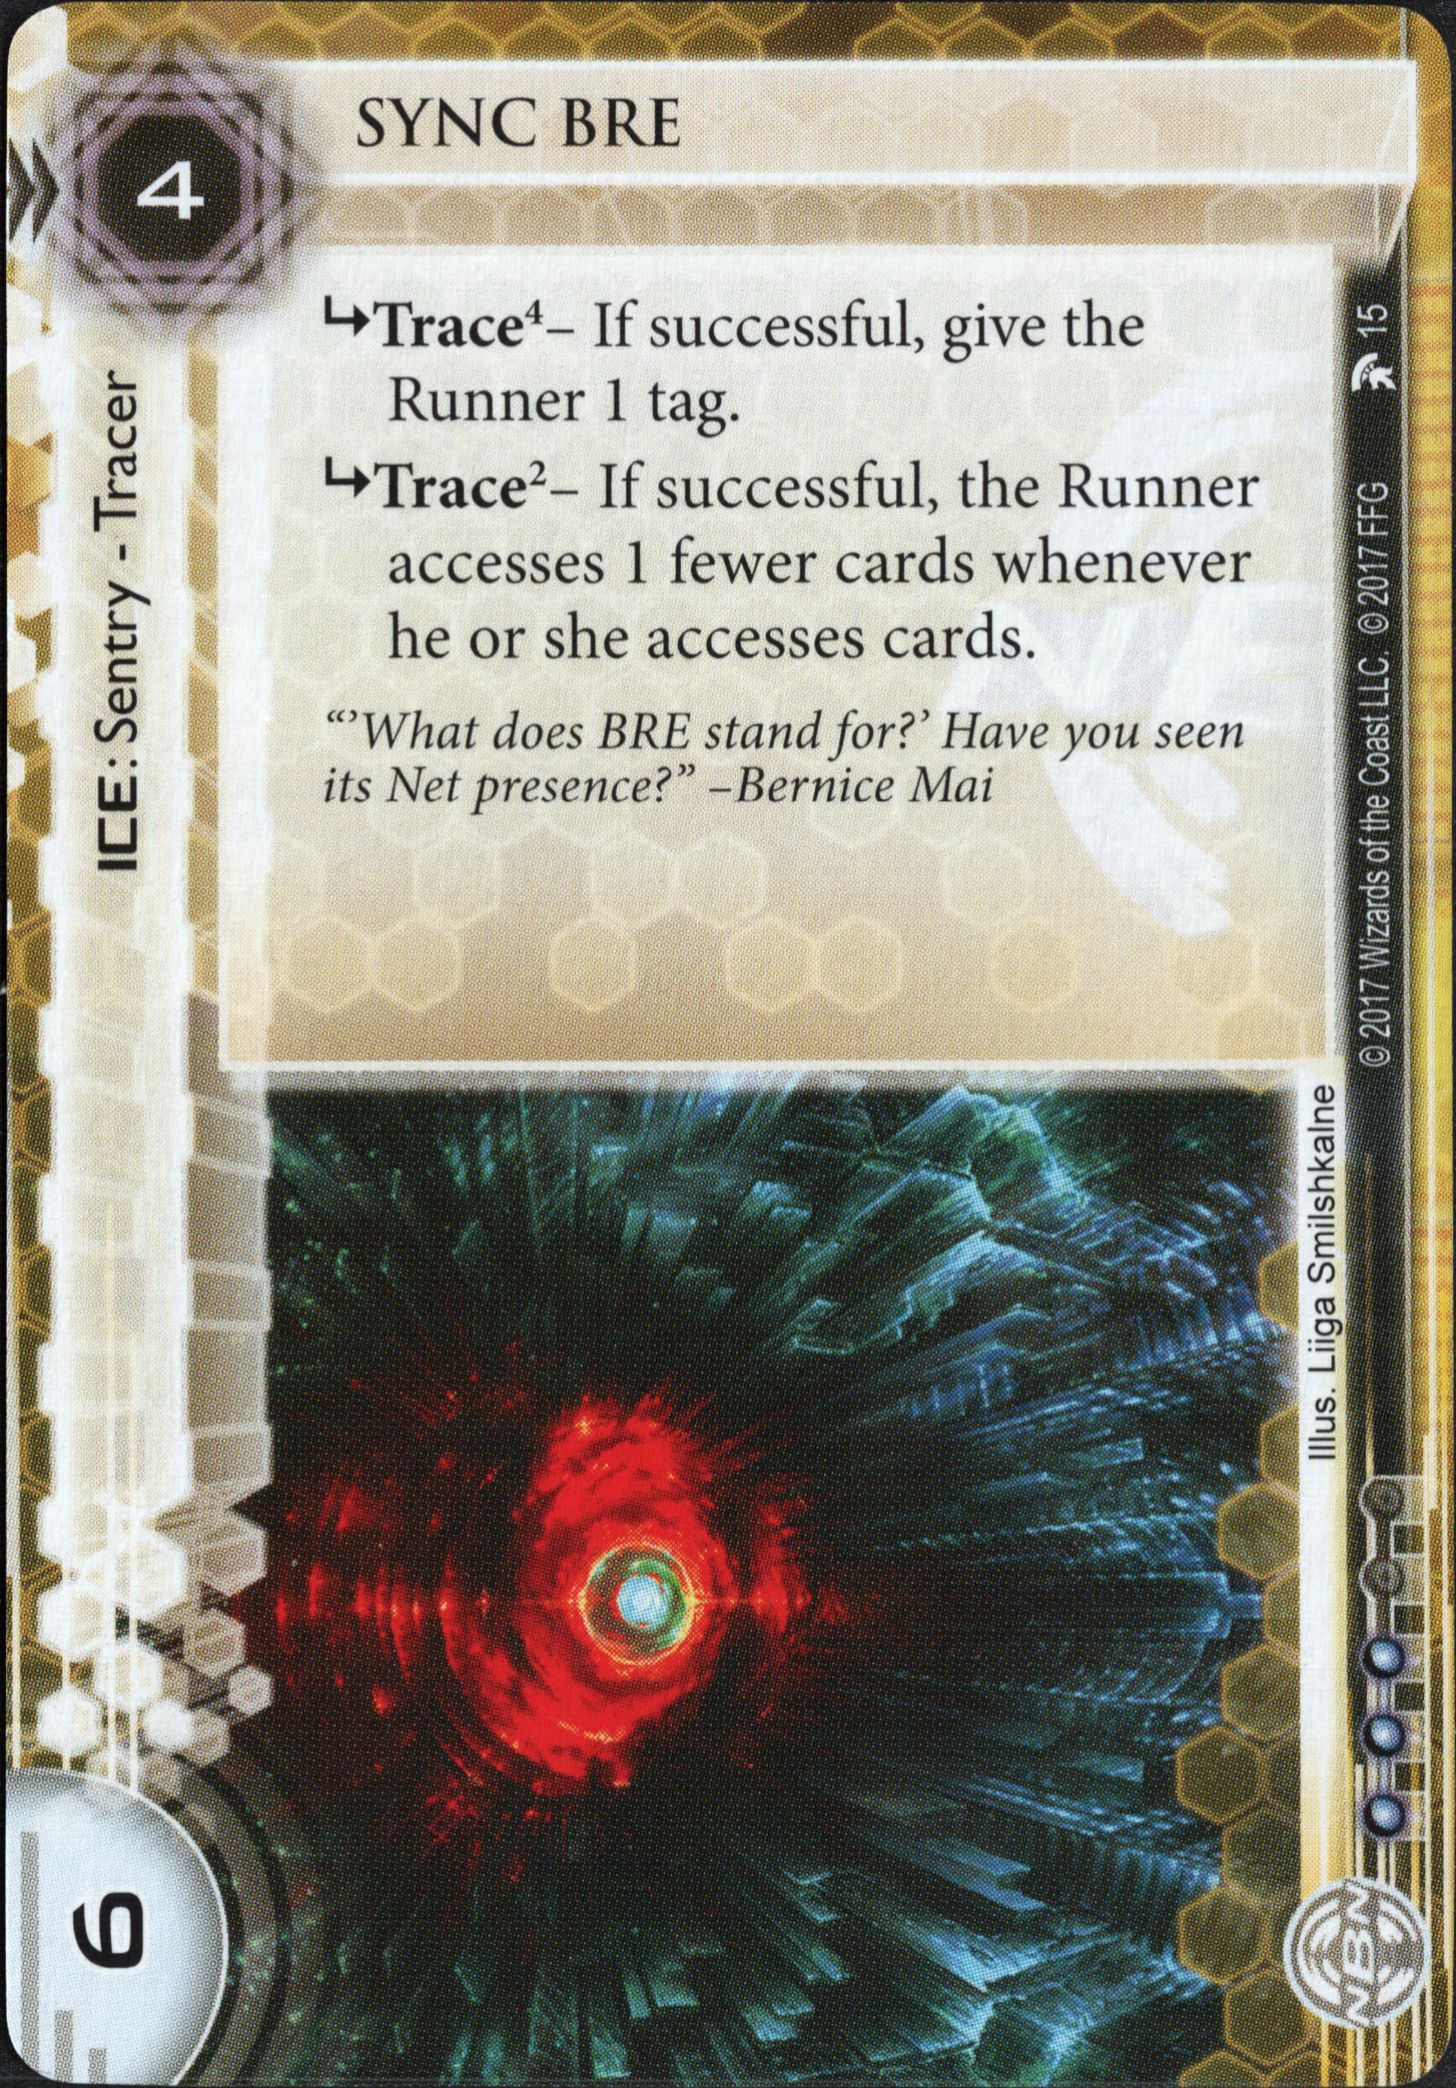 SYNC BRE
4
ICE: Sentry - Tracer
↳Trace⁴– If successful, give the
Runner 1 tag.
↳Trace²– If successful, the Runner
accesses 1 fewer cards whenever
he or she accesses cards.
“’What does BRE stand for?’ Have you seen
its Net presence?” –Bernice Mai
15
© 2017 Wizards of the Coast LLC. © 2017 FFG
Illus. Liiga Smilshkalne
6
NBN